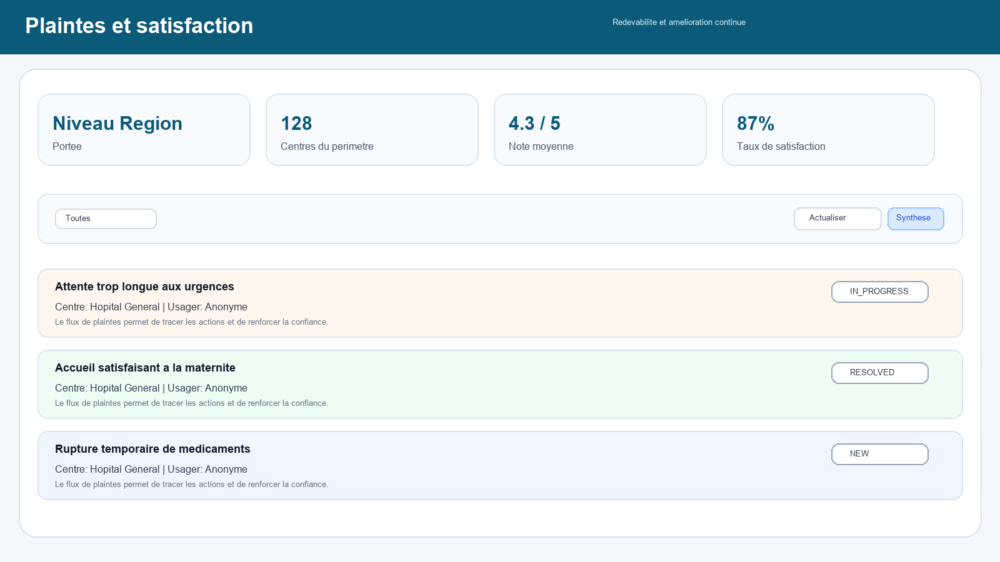 Plaintes et satisfaction
Redevabilite et amelioration continue
Niveau Region
Portee
128
Centres du perimetre
4.3 / 5
Note moyenne
87%
Taux de satisfaction
Toutes
Actualiser
Synthese
Attente trop longue aux urgences
IN_PROGRESS
Centre: Hopital General | Usager: Anonyme
Le flux de plaintes permet de tracer les actions et de renforcer la confiance.
Accueil satisfaisant a la maternite
RESOLVED
Centre: Hopital General | Usager: Anonyme
Le flux de plaintes permet de tracer les actions et de renforcer la confiance.
Rupture temporaire de medicaments
NEW
Centre: Hopital General | Usager: Anonyme
Le flux de plaintes permet de tracer les actions et de renforcer la confiance.